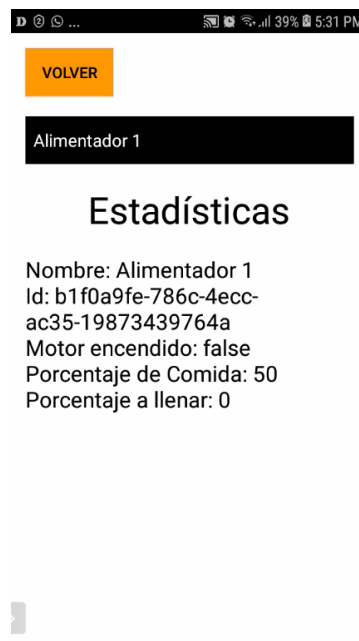 D 2 ... 39% 5:31 PM
VOLVER
Alimentador 1
Estadísticas
Nombre: Alimentador 1
Id: b1f0a9fe-786c-4ecc-
ac35-19873439764a
Motor encendido: false
Porcentaje de Comida: 50
Porcentaje a llenar: 0